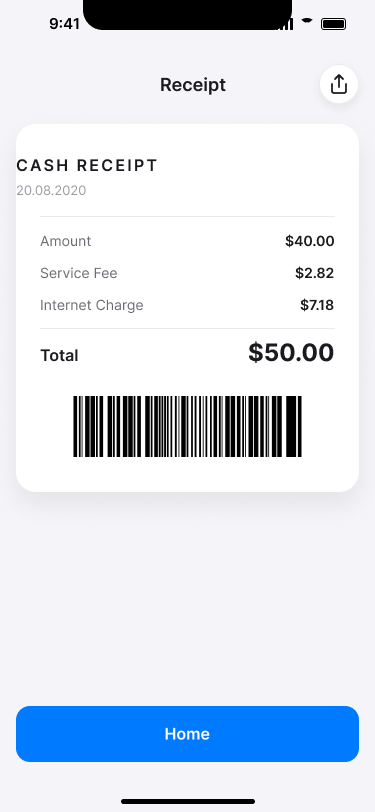 9:41
Receipt
CASH RECEIPT
20.08.2020
Amount $40.00
Service Fee $2.82
Internet Charge $7.18
Total $50.00
Home